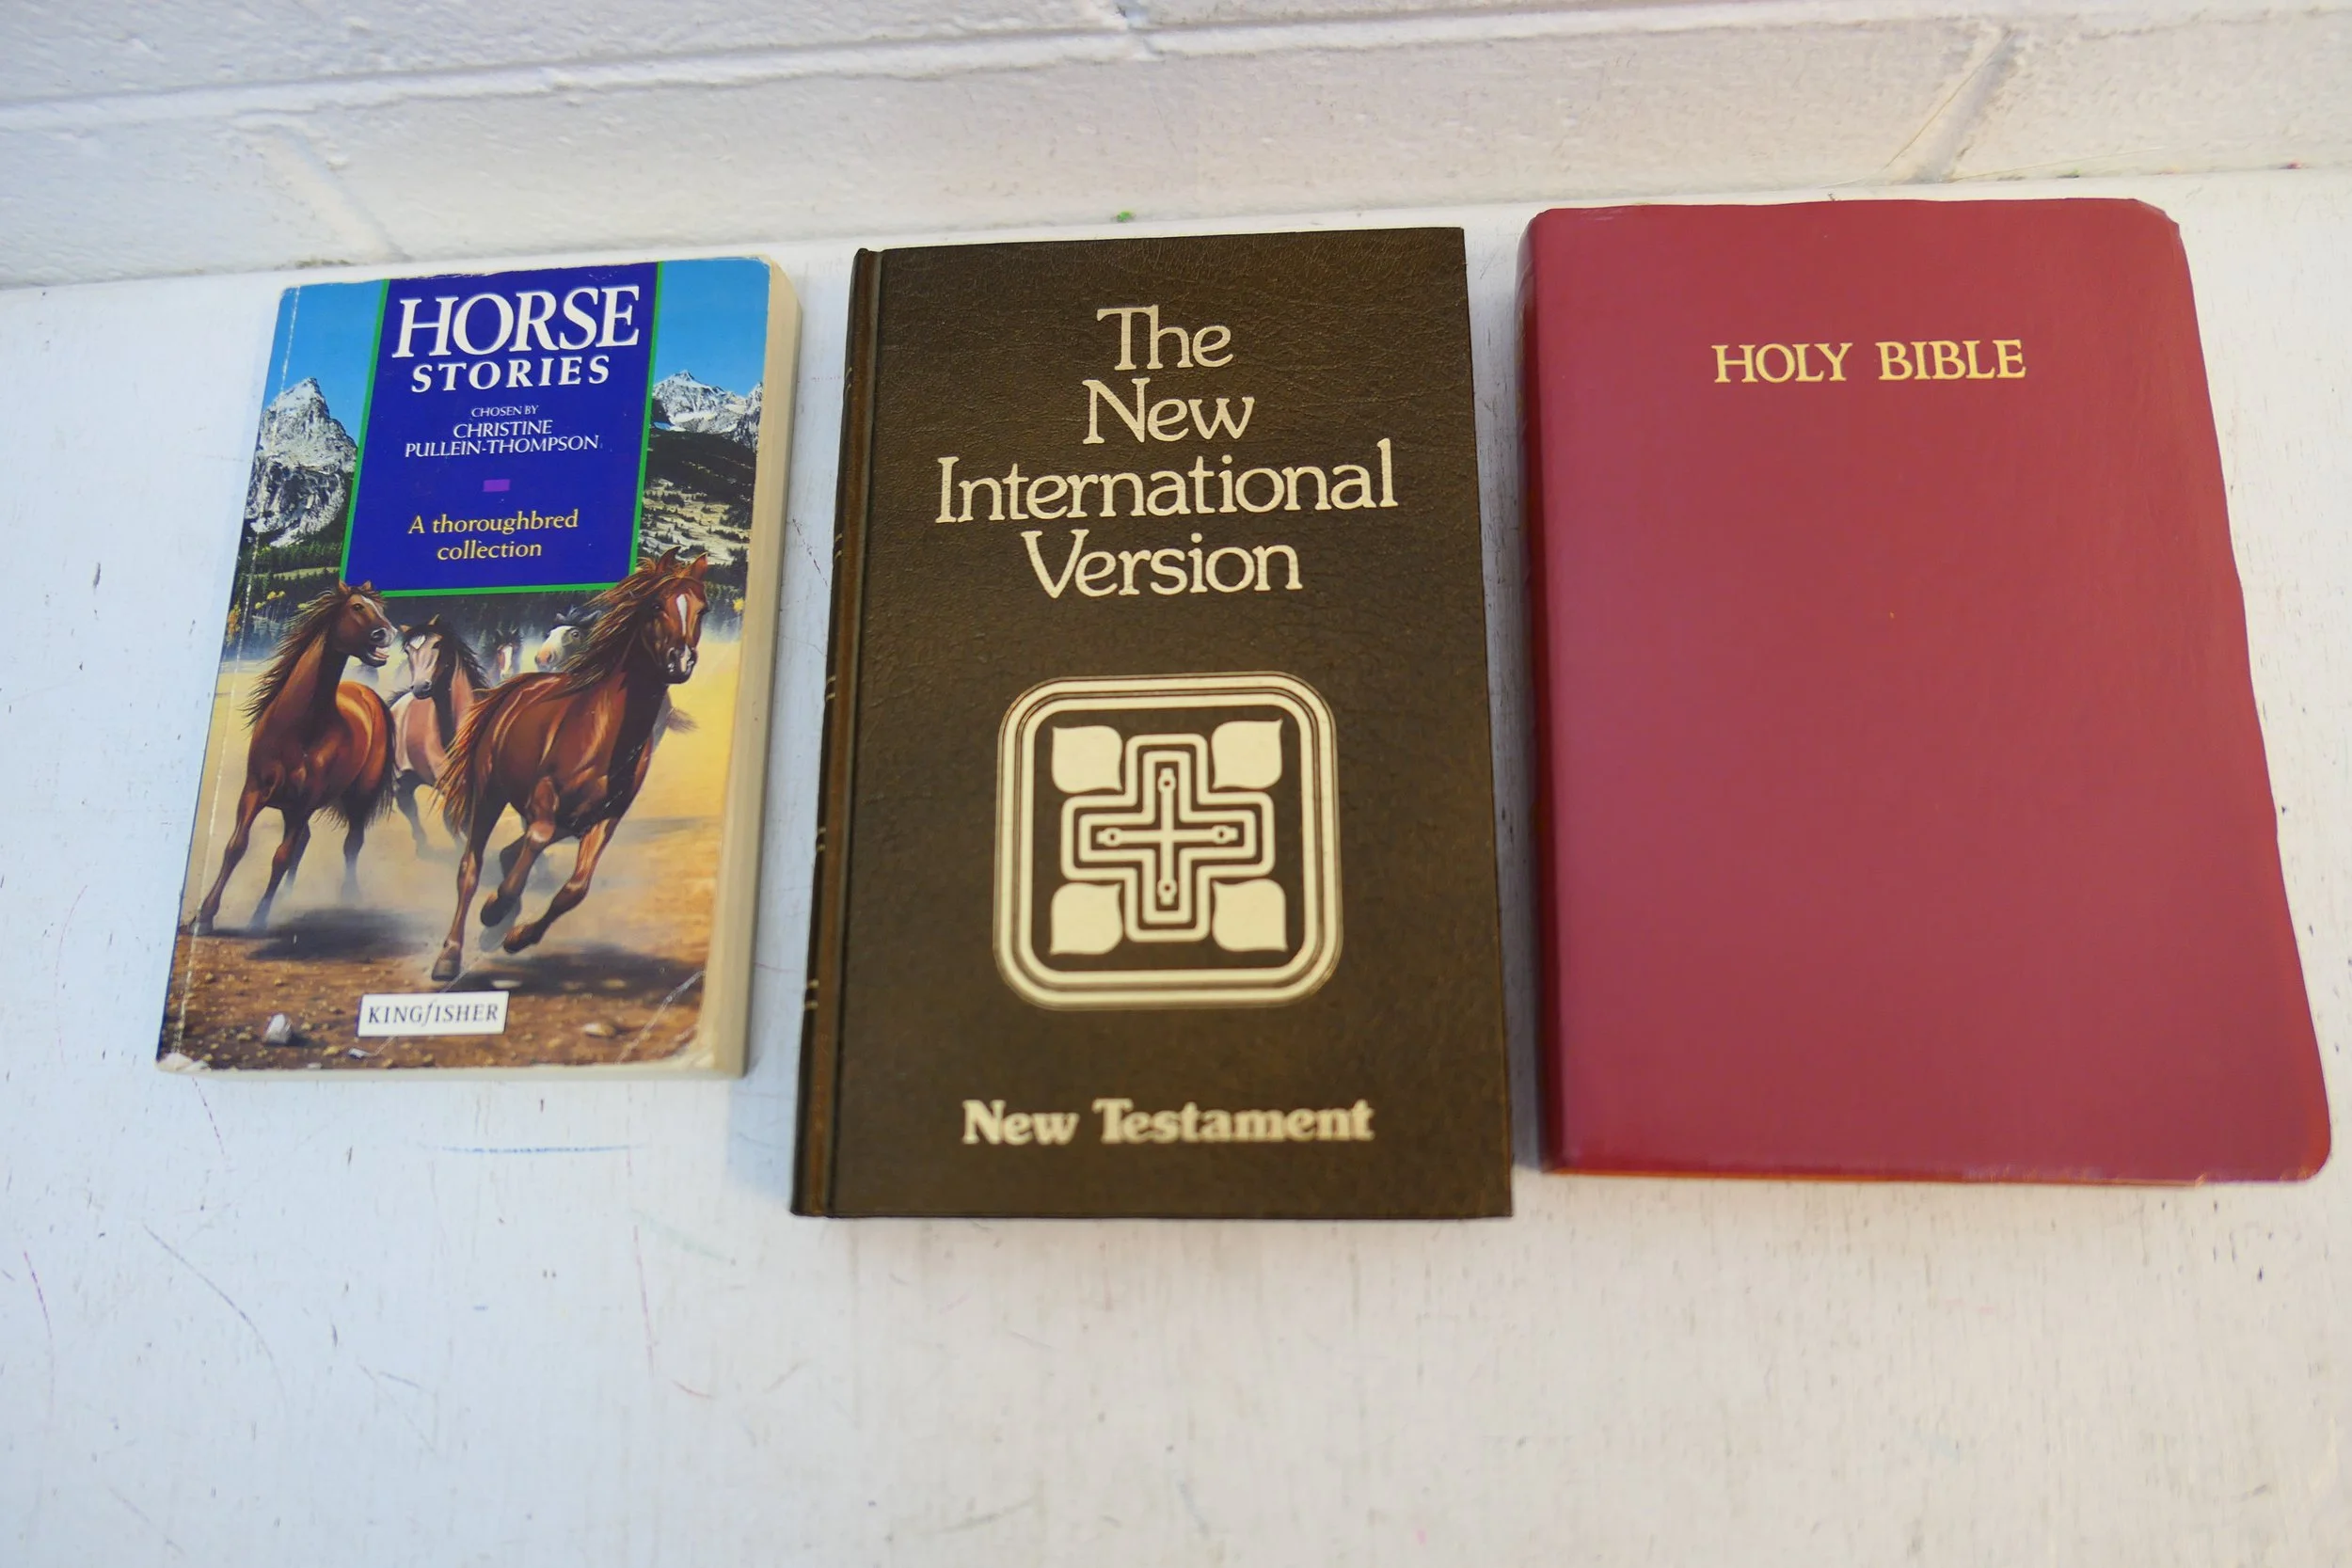 HORSE
STORIES
CHOSEN BY
CHRISTINE
PULLEIN-THOMPSON
A thoroughbred
collection
KINGfISHER
The
New
International
Version
New Testament
HOLY BIBLE